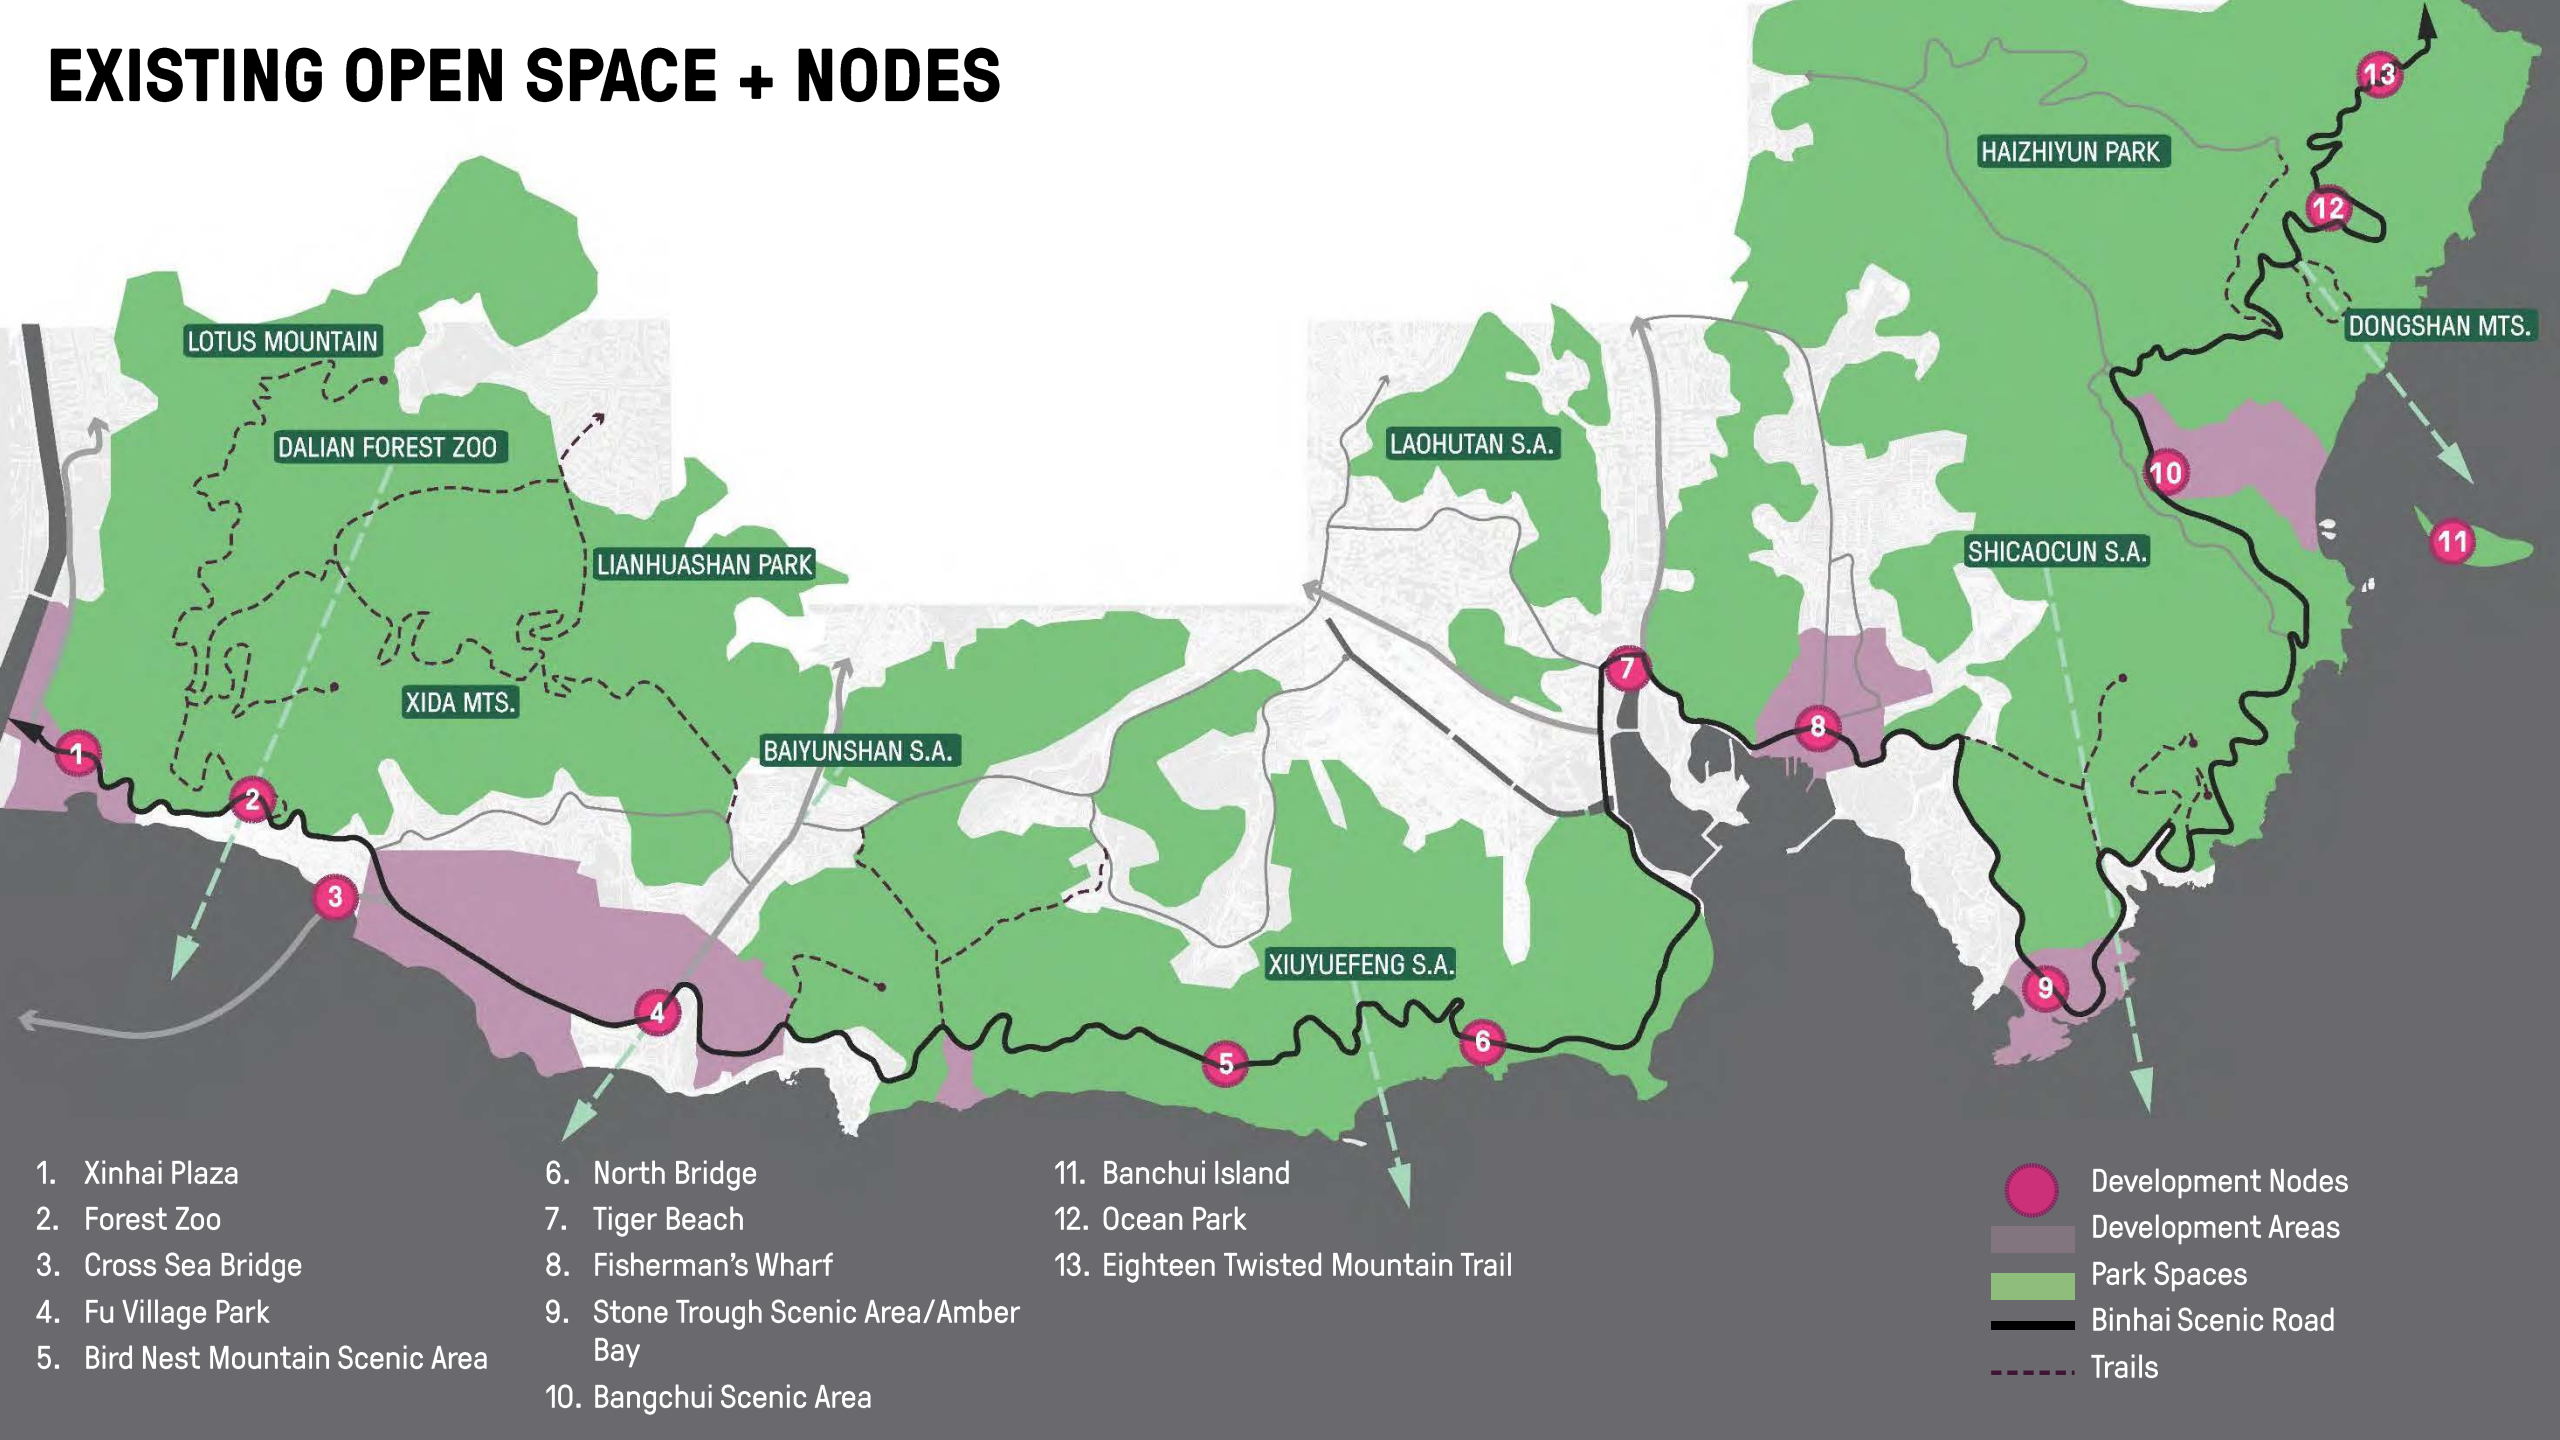 EXISTING OPEN SPACE + NODES
13
HAIZHIYUN PARK
12
DONGSHAN MTS.
LOTUS MOUNTAIN
DALIAN FOREST ZOO
LAOHUTAN S.A.
10
11
SHICAOCUN S.A.
LIANHUASHAN PARK
7
XIDA MTS.
8
1
BAIYUNSHAN S.A.
2
3
XIUYUEFENG S.A.
9
4
6
5
1. Xinhai Plaza
2. Forest Zoo
3. Cross Sea Bridge
4. Fu Village Park
5. Bird Nest Mountain Scenic Area
6. North Bridge
7. Tiger Beach
8. Fisherman's Wharf
9. Stone Trough Scenic Area/Amber
Bay
10. Bangchui Scenic Area
11. Banchui Island
12. Ocean Park
13. Eighteen Twisted Mountain Trail
Development Nodes
Development Areas
Park Spaces
Binhai Scenic Road
Trails